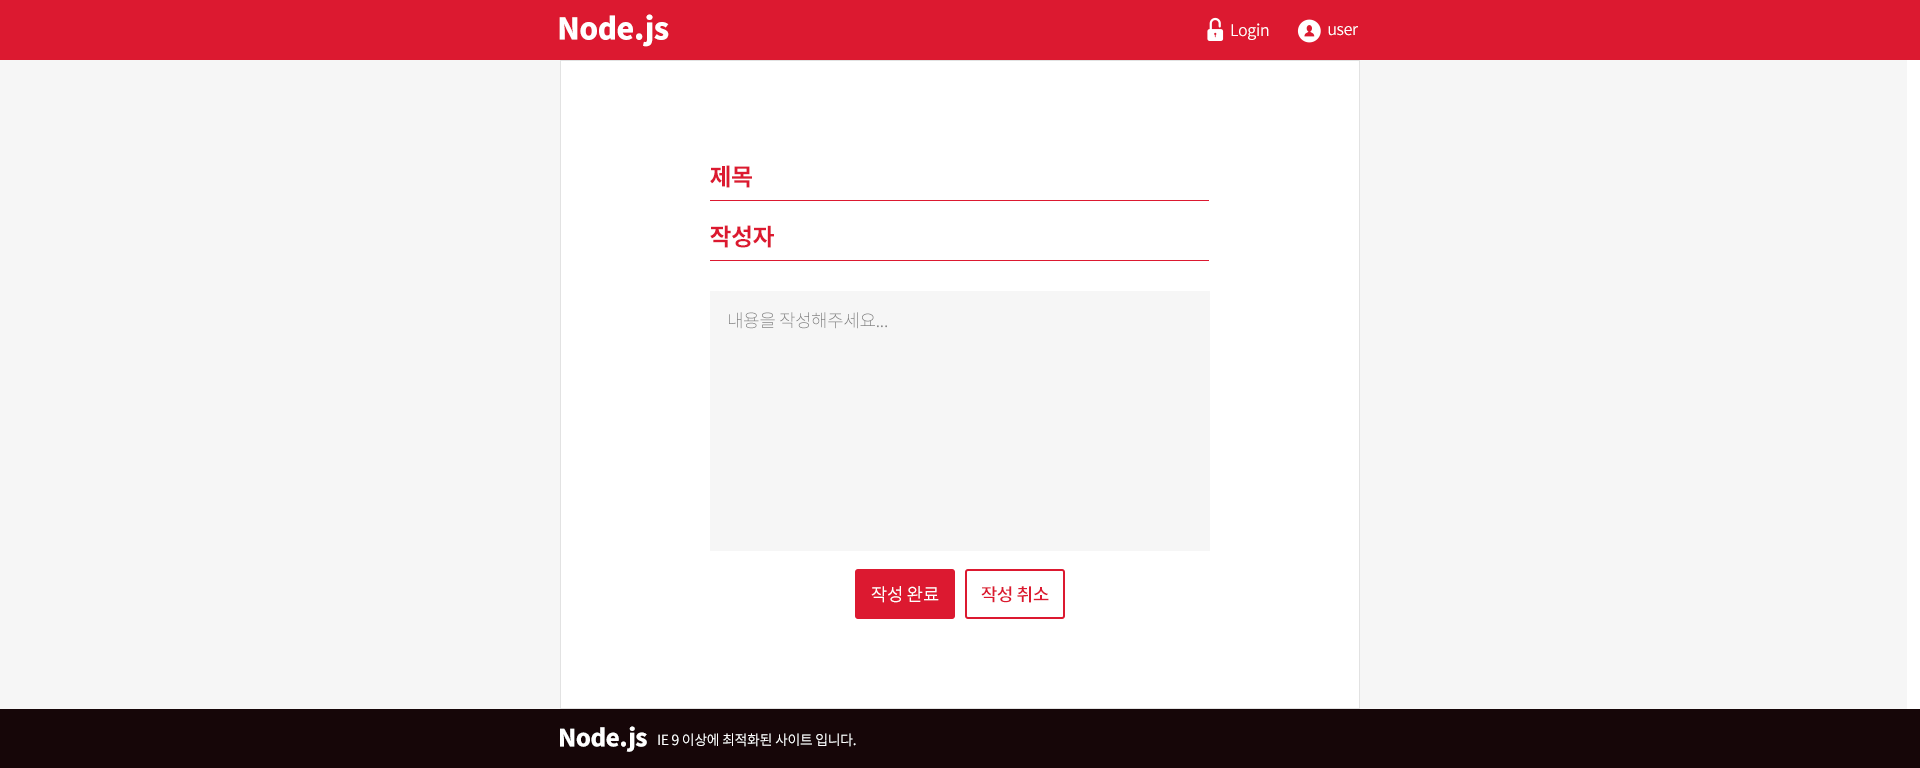 Node.js
Login
user
제목
작성자
내용을 작성해주세요...
작성 완료
작성 취소
Node.js IE 9 이상에 최적화된 사이트 입니다.